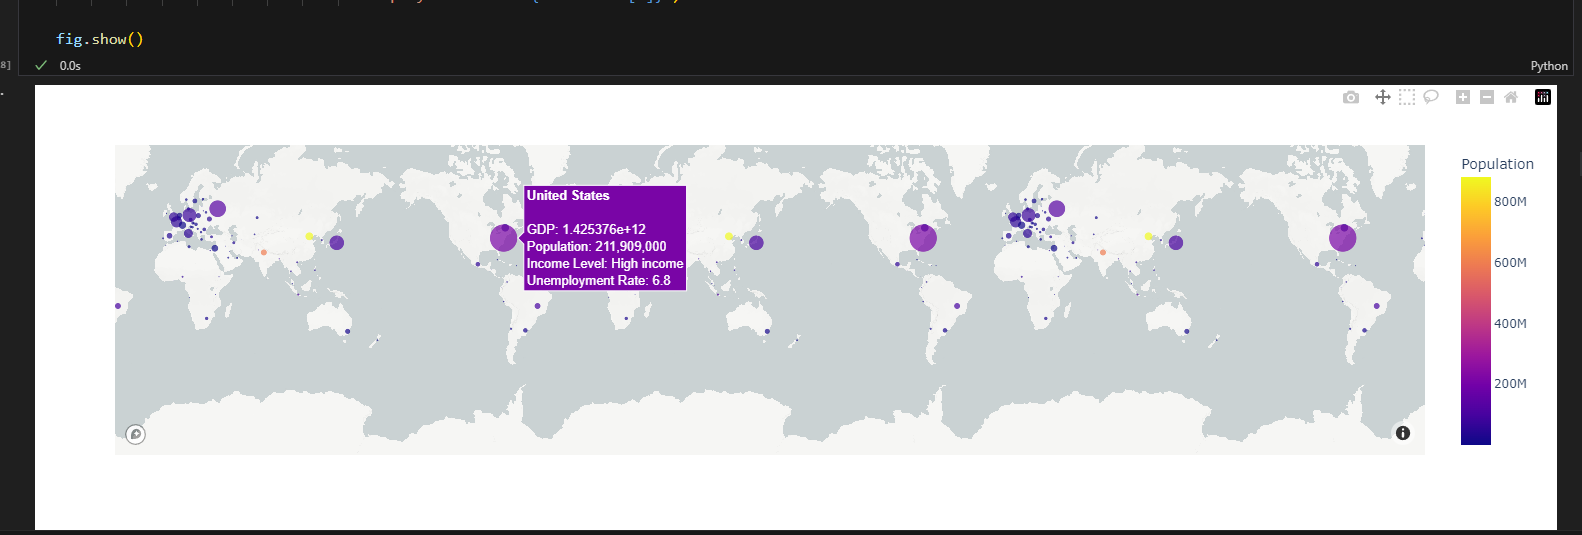 fig.show()
8]
0.0s
Python
Population
United States
GDP: 1.425376e+12
Population: 211,909,000
Income Level: High income
Unemployment Rate: 6.8
800M
600M
400M
200M